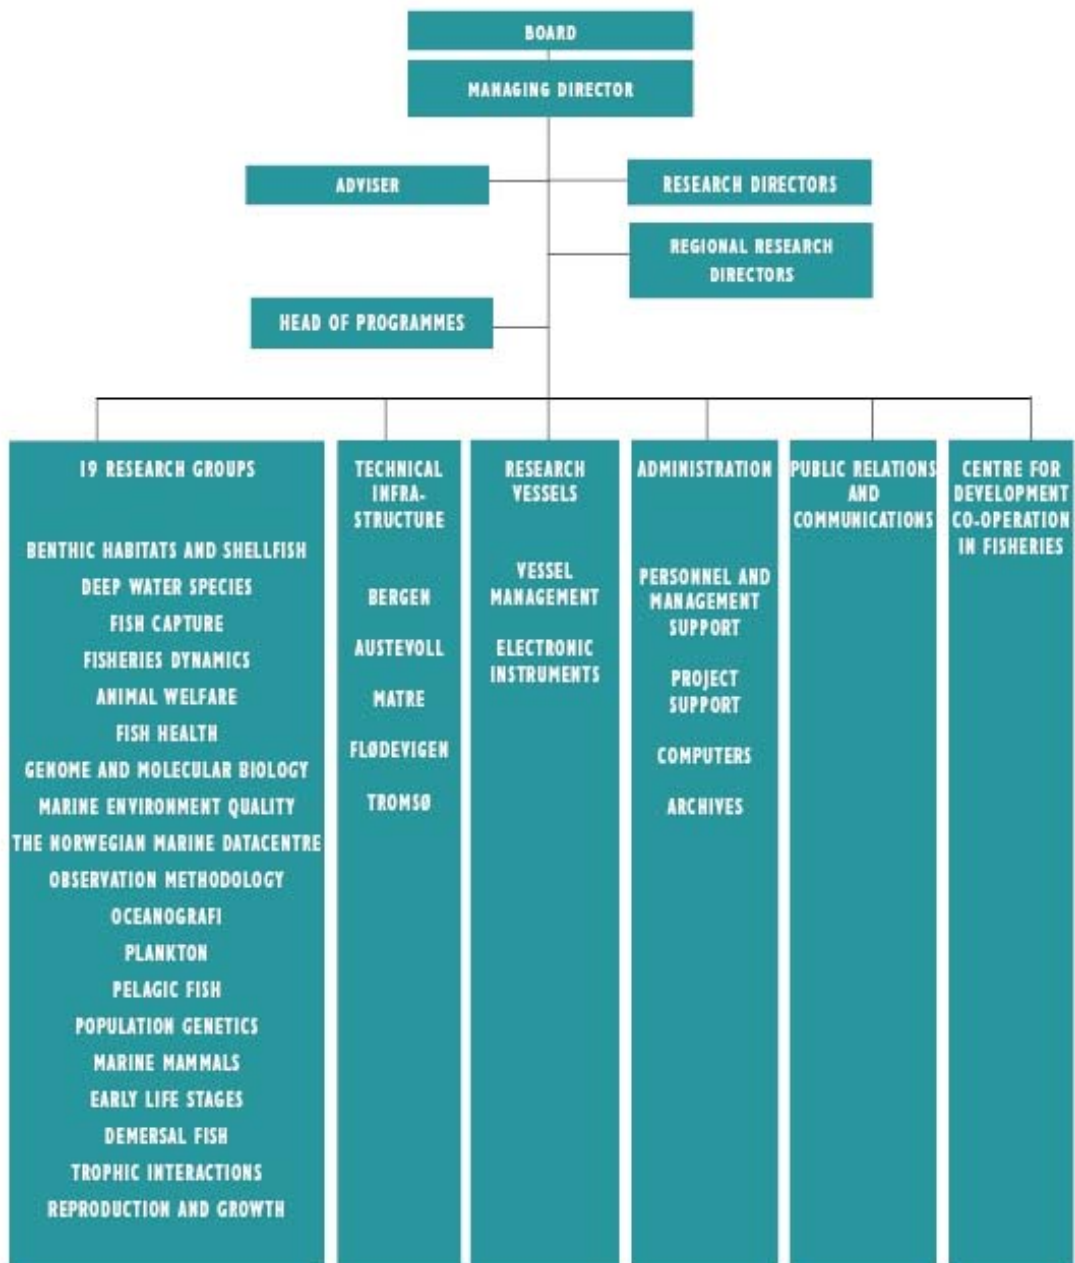 BOARD
MANAGING DIRECTOR
ADVISER
RESEARCH DIRECTORS
REGIONAL RESEARCH
DIRECTORS
HEAD OF PROGRAMMES
19 RESEARCH GROUPS
BENTHIC HABITATS AND SHELLFISH
DEEP WATER SPECIES
FISH CAPTURE
FISHERIES DYNAMICS
ANIMAL WELFARE
FISH HEALTH
GENOME AND MOLECULAR BIOLOGY
MARINE ENVIRONMENT QUALITY
THE NORWEGIAN MARINE DATACENTRE
OBSERVATION METHODOLOGY
OCEANOGRAFI
PLANKTON
PELAGIC FISH
POPULATION GENETICS
MARINE MAMMALS
EARLY LIFE STAGES
DEMERSAL FISH
TROPHIC INTERACTIONS
REPRODUCTION AND GROWTH
TECHNICAL
INFRA-
STRUCTURE
BERGEN
AUSTEVOLL
MATRE
FLØDEVIGEN
TROMSØ
RESEARCH
VESSELS
VESSEL
MANAGEMENT
ELECTRONIC
INSTRUMENTS
ADMINISTRATION
PERSONNEL AND
MANAGEMENT
SUPPORT
PROJECT
SUPPORT
COMPUTERS
ARCHIVES
PUBLIC RELATIONS
AND
COMMUNICATIONS
CENTRE FOR
DEVELOPMENT
CO-OPERATION
IN FISHERIES